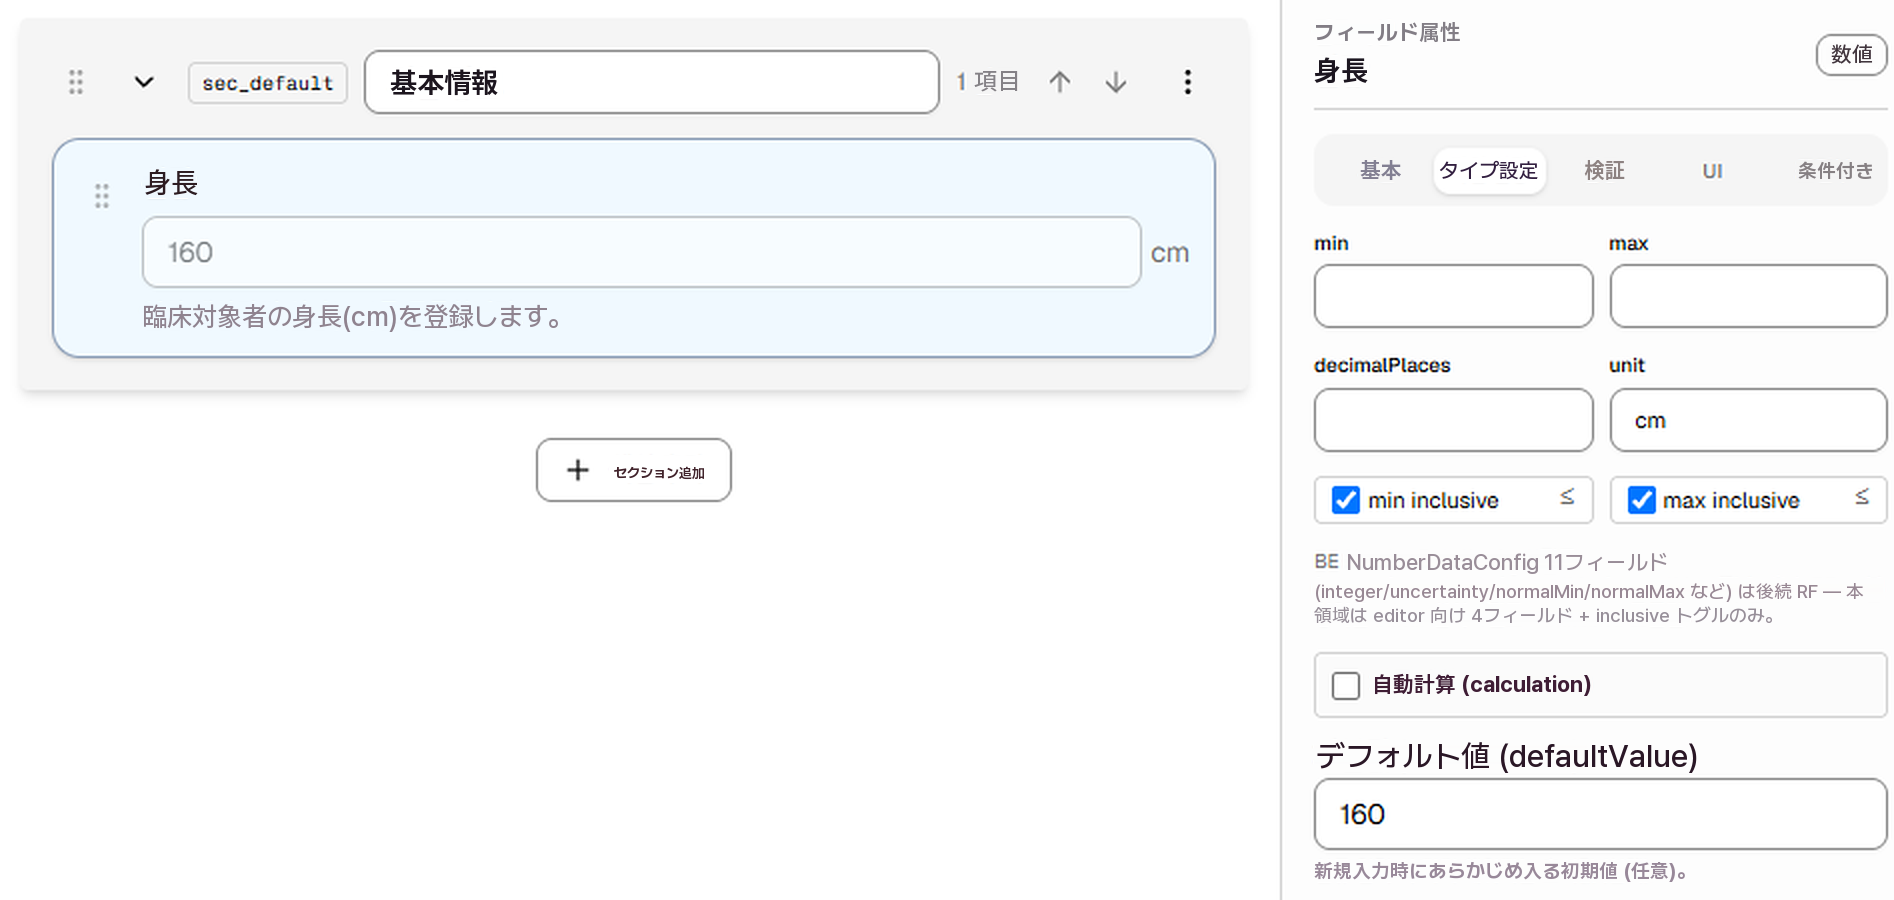 sec_default
基本情報
1 項目
身長
160
cm
臨床対象者の身長(cm)を登録します。
セクション追加
フィールド属性
身長
数値
基本
タイプ設定
検証
UI
条件付き
min
max
decimalPlaces
unit
cm
min inclusive ≤
max inclusive ≤
BE NumberDataConfig 11フィールド
(integer/uncertainty/normalMin/normalMax など) は後続 RF — 本
領域は editor 向け 4フィールド + inclusive トグルのみ。
自動計算 (calculation)
デフォルト値 (defaultValue)
160
新規入力時にあらかじめ入る初期値 (任意)。